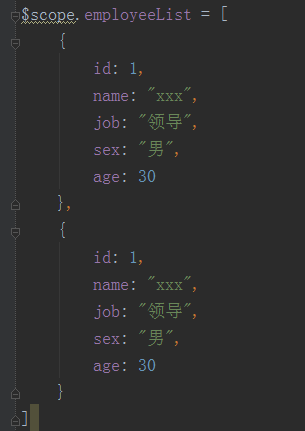 $scope.employeeList = [
    {
        id: 1,
        name: "xxx",
        job: "领导",
        sex: "男",
        age: 30
    },
    {
        id: 1,
        name: "xxx",
        job: "领导",
        sex: "男",
        age: 30
    }
]